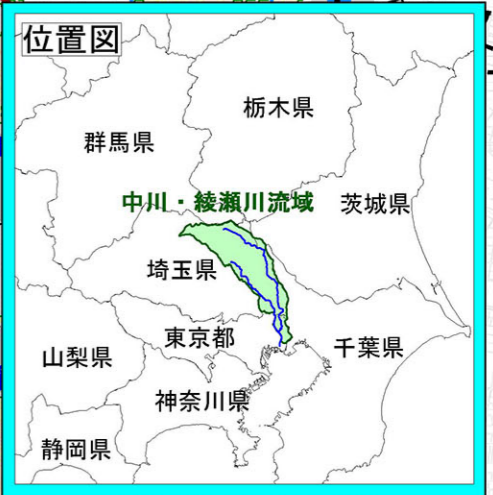 位置図
栃木県
群馬県
中川・綾瀬川流域
茨城県
埼玉県
東京都
千葉県
山梨県
神奈川県
静岡県